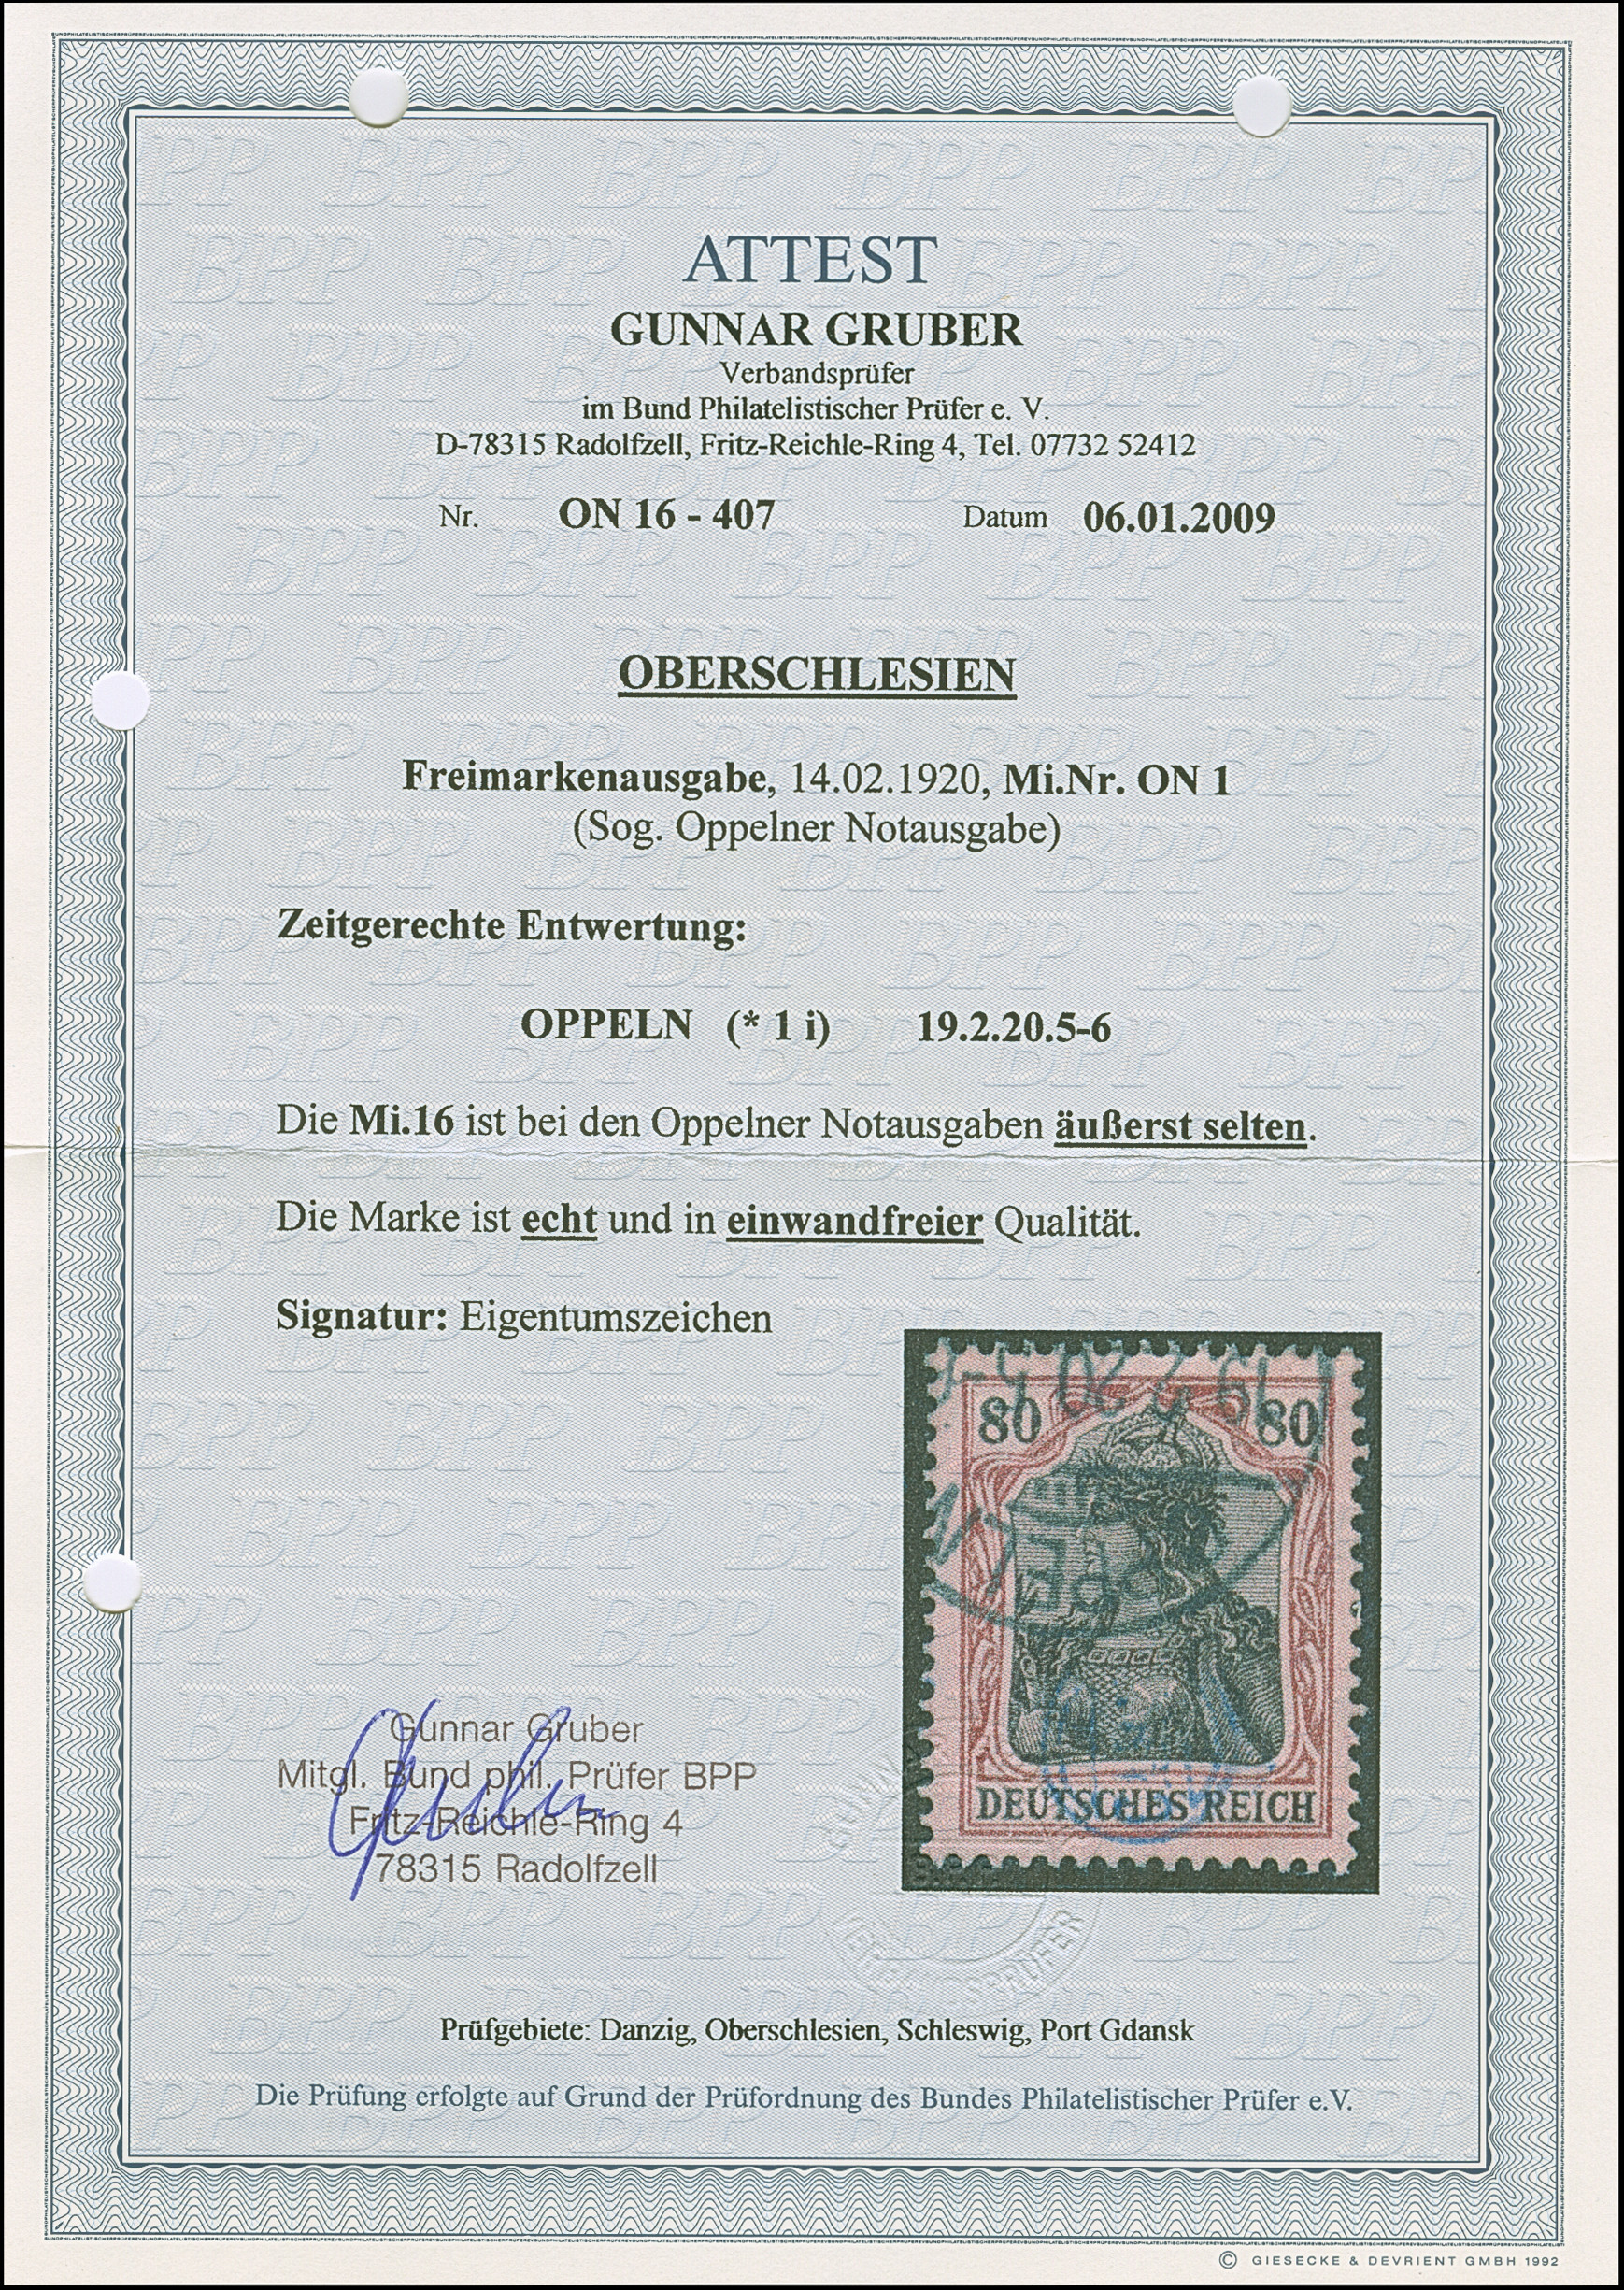 ATTEST
GUNNAR GRUBER
Verbandsprüfer
im Bund Philatelistischer Prüfer e. V.
D-78315 Radolfzell, Fritz-Reichle-Ring 4, Tel. 07732 52412
Nr. ON 16 - 407 Datum 06.01.2009
OBERSCHLESIEN
Freimarkenausgabe, 14.02.1920, Mi.Nr. ON 1
(Sog. Oppelner Notausgabe)
Zeitgerechte Entwertung:
OPPELN (* 1 i) 19.2.20.5-6
Die Mi.16 ist bei den Oppelner Notausgaben äußerst selten.
Die Marke ist echt und in einwandfreier Qualität.
Signatur: Eigentumszeichen
80 80
DEUTSCHES REICH
Gunnar Gruber
Mitgl. Bund phil. Prüfer BPP
Fritz-Reichle-Ring 4
78315 Radolfzell
Prüfgebiete: Danzig, Oberschlesien, Schleswig, Port Gdansk
Die Prüfung erfolgte auf Grund der Prüfordnung des Bundes Philatelistischer Prüfer e.V.
© GIESECKE & DEVRIENT GMBH 1992